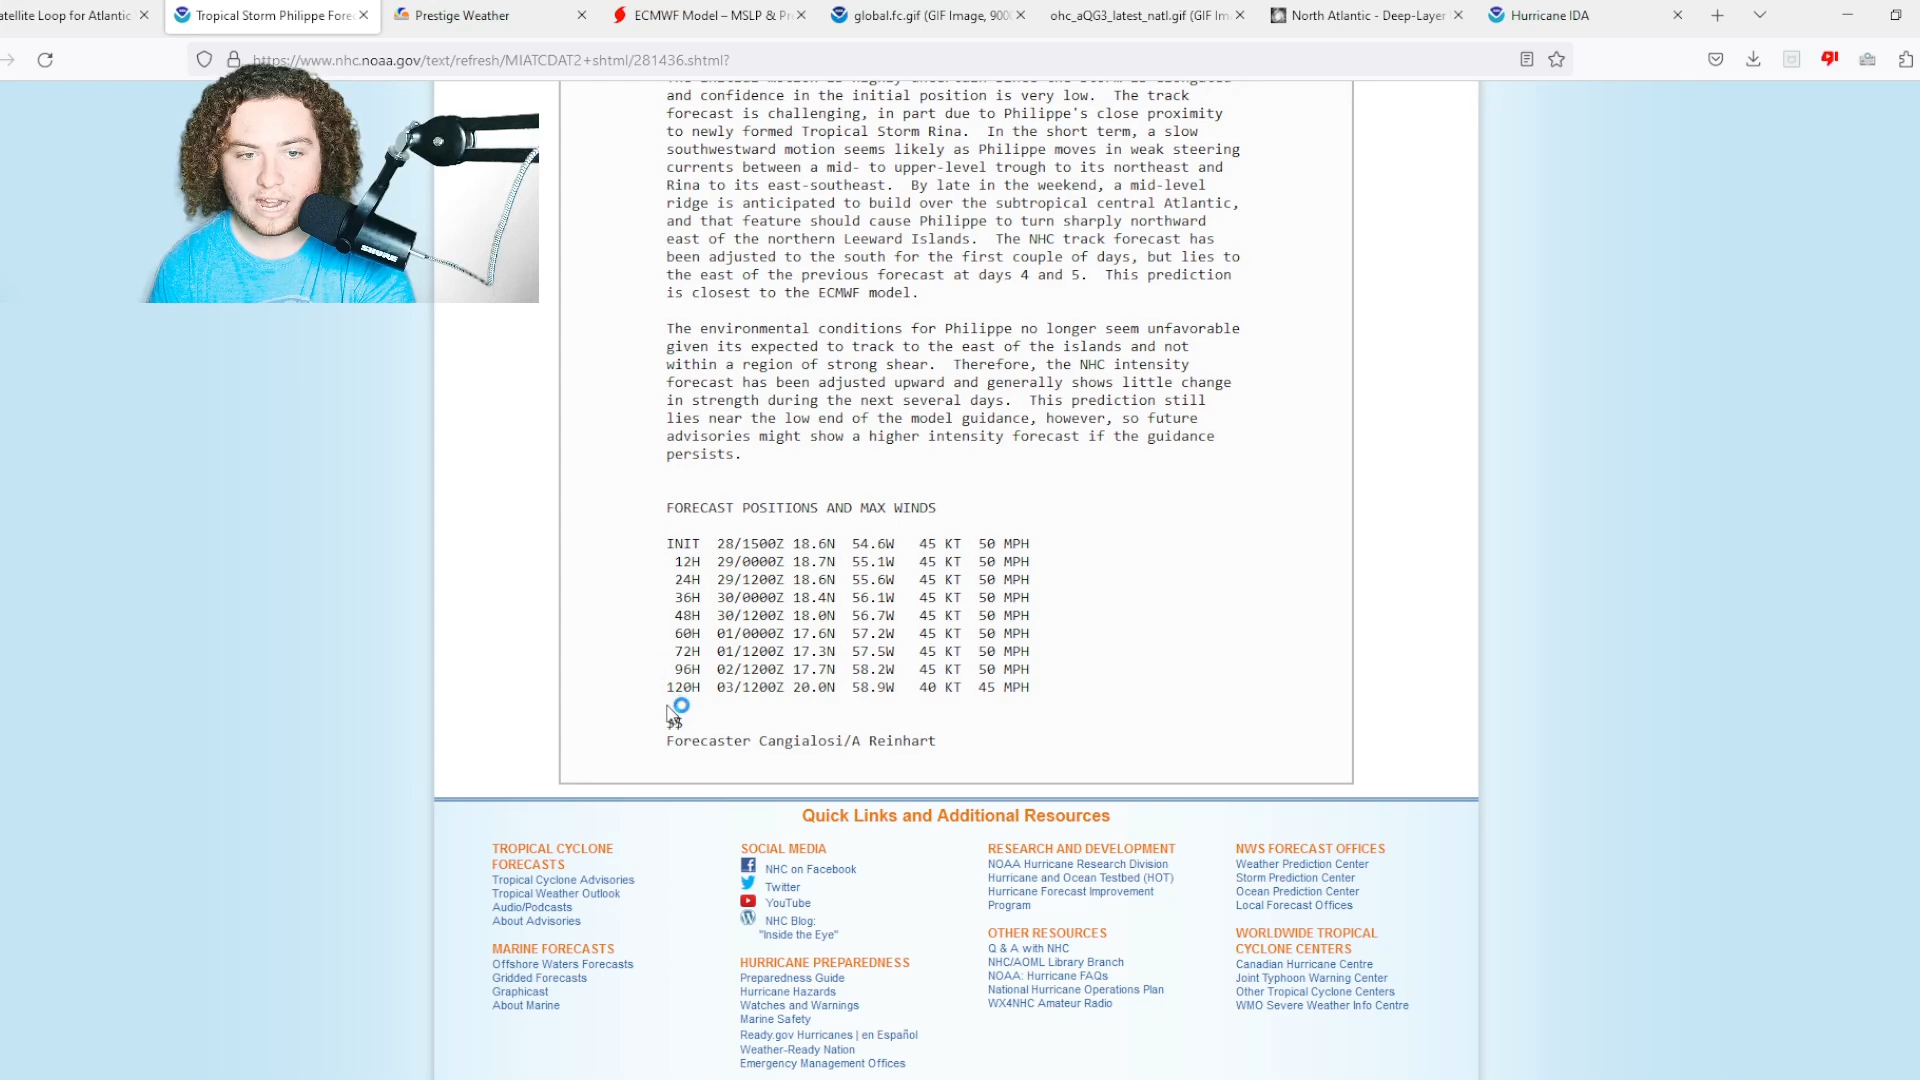 atellite Loop for Atlantic
Tropical Storm Philippe Fore
Prestige Weather
ECMWF Model – MSLP & Pr
global.fc.gif (GIF Image, 900
ohc_aQG3_latest_natl.gif (GIF Im
North Atlantic - Deep-Layer
Hurricane IDA
https://www.nhc.noaa.gov/text/refresh/MIATCDAT2+shtml/281436.shtml?
The initial motion is highly uncertain since the storm is elongated
and confidence in the initial position is very low.  The track
forecast is challenging, in part due to Philippe's close proximity
to newly formed Tropical Storm Rina.  In the short term, a slow
southwestward motion seems likely as Philippe moves in weak steering
currents between a mid- to upper-level trough to its northeast and
Rina to its east-southeast.  By late in the weekend, a mid-level
ridge is anticipated to build over the subtropical central Atlantic,
and that feature should cause Philippe to turn sharply northward
east of the northern Leeward Islands.  The NHC track forecast has
been adjusted to the south for the first couple of days, but lies to
the east of the previous forecast at days 4 and 5.  This prediction
is closest to the ECMWF model.
The environmental conditions for Philippe no longer seem unfavorable
given its expected to track to the east of the islands and not
within a region of strong shear.  Therefore, the NHC intensity
forecast has been adjusted upward and generally shows little change
in strength during the next several days.  This prediction still
lies near the low end of the model guidance, however, so future
advisories might show a higher intensity forecast if the guidance
persists.
FORECAST POSITIONS AND MAX WINDS
INIT  28/1500Z 18.6N  54.6W   45 KT  50 MPH
12H  29/0000Z 18.7N  55.1W   45 KT  50 MPH
24H  29/1200Z 18.6N  55.6W   45 KT  50 MPH
36H  30/0000Z 18.4N  56.1W   45 KT  50 MPH
48H  30/1200Z 18.0N  56.7W   45 KT  50 MPH
60H  01/0000Z 17.6N  57.2W   45 KT  50 MPH
72H  01/1200Z 17.3N  57.5W   45 KT  50 MPH
96H  02/1200Z 17.7N  58.2W   45 KT  50 MPH
120H  03/1200Z 20.0N  58.9W   40 KT  45 MPH
$$
Forecaster Cangialosi/A Reinhart
SHURE
Quick Links and Additional Resources
TROPICAL CYCLONE
FORECASTS
Tropical Cyclone Advisories
Tropical Weather Outlook
Audio/Podcasts
About Advisories
MARINE FORECASTS
Offshore Waters Forecasts
Gridded Forecasts
Graphicast
About Marine
SOCIAL MEDIA
NHC on Facebook
Twitter
YouTube
NHC Blog:
"Inside the Eye"
HURRICANE PREPAREDNESS
Preparedness Guide
Hurricane Hazards
Watches and Warnings
Marine Safety
Ready.gov Hurricanes | en Español
Weather-Ready Nation
Emergency Management Offices
RESEARCH AND DEVELOPMENT
NOAA Hurricane Research Division
Hurricane and Ocean Testbed (HOT)
Hurricane Forecast Improvement
Program
OTHER RESOURCES
Q & A with NHC
NHC/AOML Library Branch
NOAA: Hurricane FAQs
National Hurricane Operations Plan
WX4NHC Amateur Radio
NWS FORECAST OFFICES
Weather Prediction Center
Storm Prediction Center
Ocean Prediction Center
Local Forecast Offices
WORLDWIDE TROPICAL
CYCLONE CENTERS
Canadian Hurricane Centre
Joint Typhoon Warning Center
Other Tropical Cyclone Centers
WMO Severe Weather Info Centre